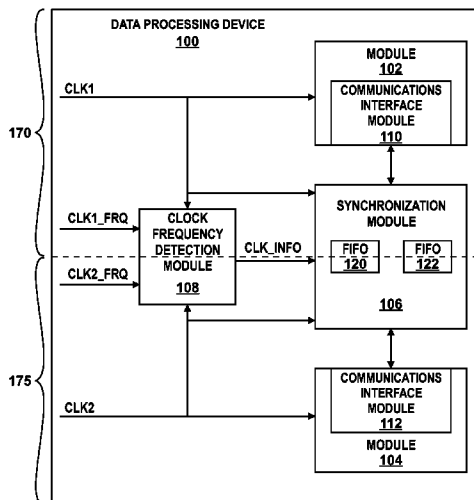 DATA PROCESSING DEVICE
100
MODULE
102
COMMUNICATIONS
INTERFACE
MODULE
110
CLK1
170
CLK1_FRQ
CLK2_FRQ
CLOCK
FREQUENCY
DETECTION
MODULE
108
CLK_INFO
SYNCHRONIZATION
MODULE
FIFO
120
FIFO
122
106
175
CLK2
COMMUNICATIONS
INTERFACE
MODULE
112
MODULE
104